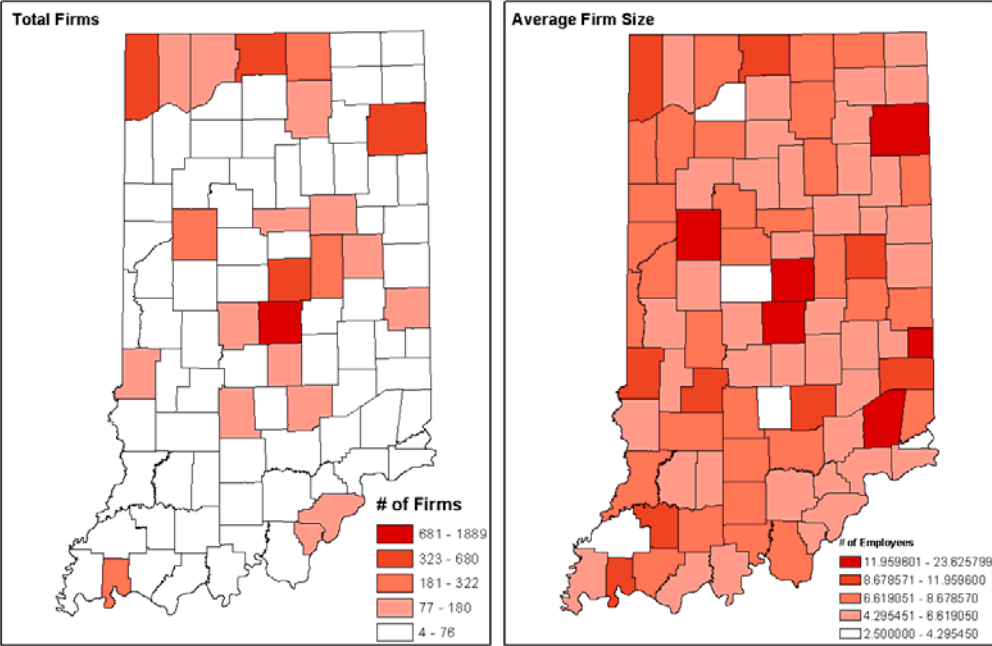 Total Firms
# of Firms
681 - 1889
323 - 680
181 - 322
77 - 180
4 - 76
Average Firm Size
# of Employees
11.959601 - 23.625799
8.678571 - 11.959600
6.619051 - 8.678570
4.295451 - 6.619050
2.500000 - 4.295450